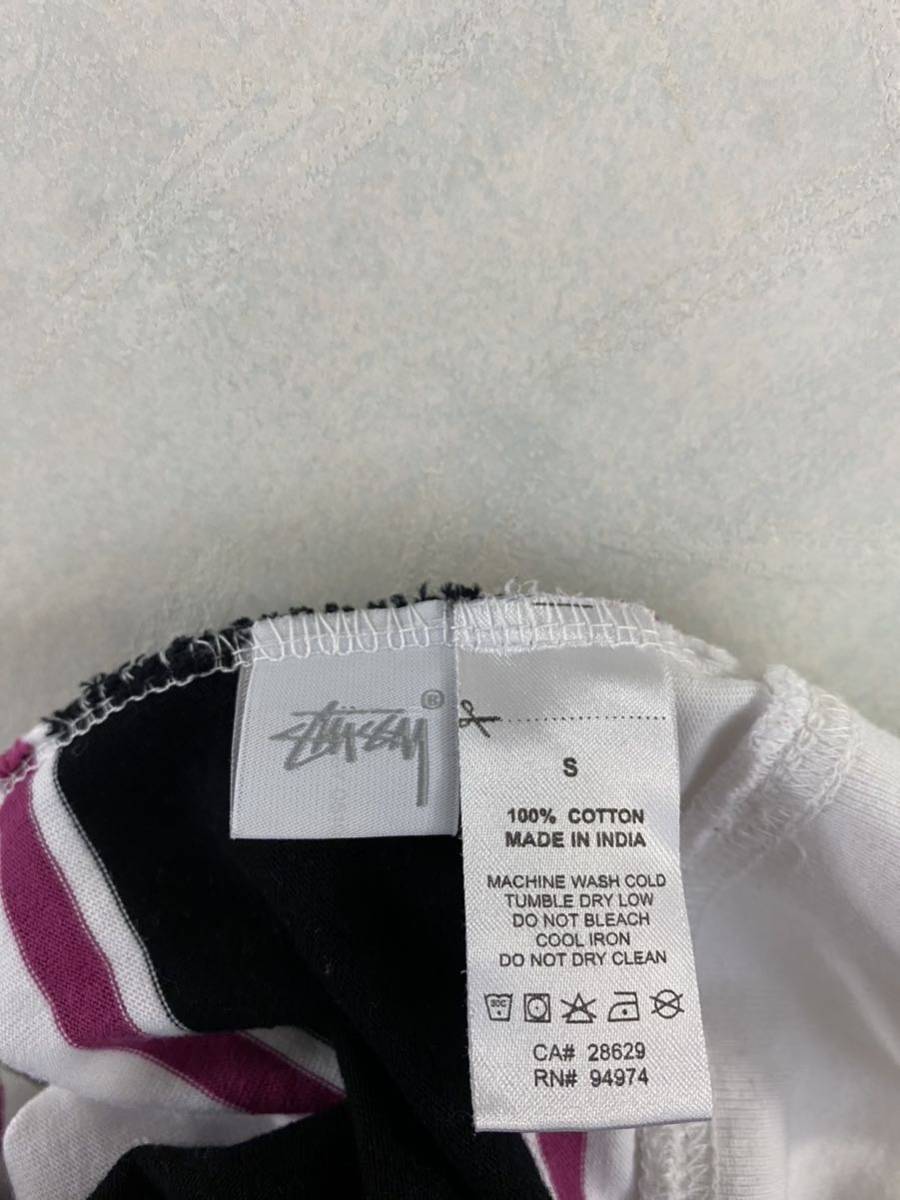 STÜSSY®
S
100% COTTON
MADE IN INDIA
MACHINE WASH COLD
TUMBLE DRY LOW
DO NOT BLEACH
COOL IRON
DO NOT DRY CLEAN
CA# 28629
RN# 94974